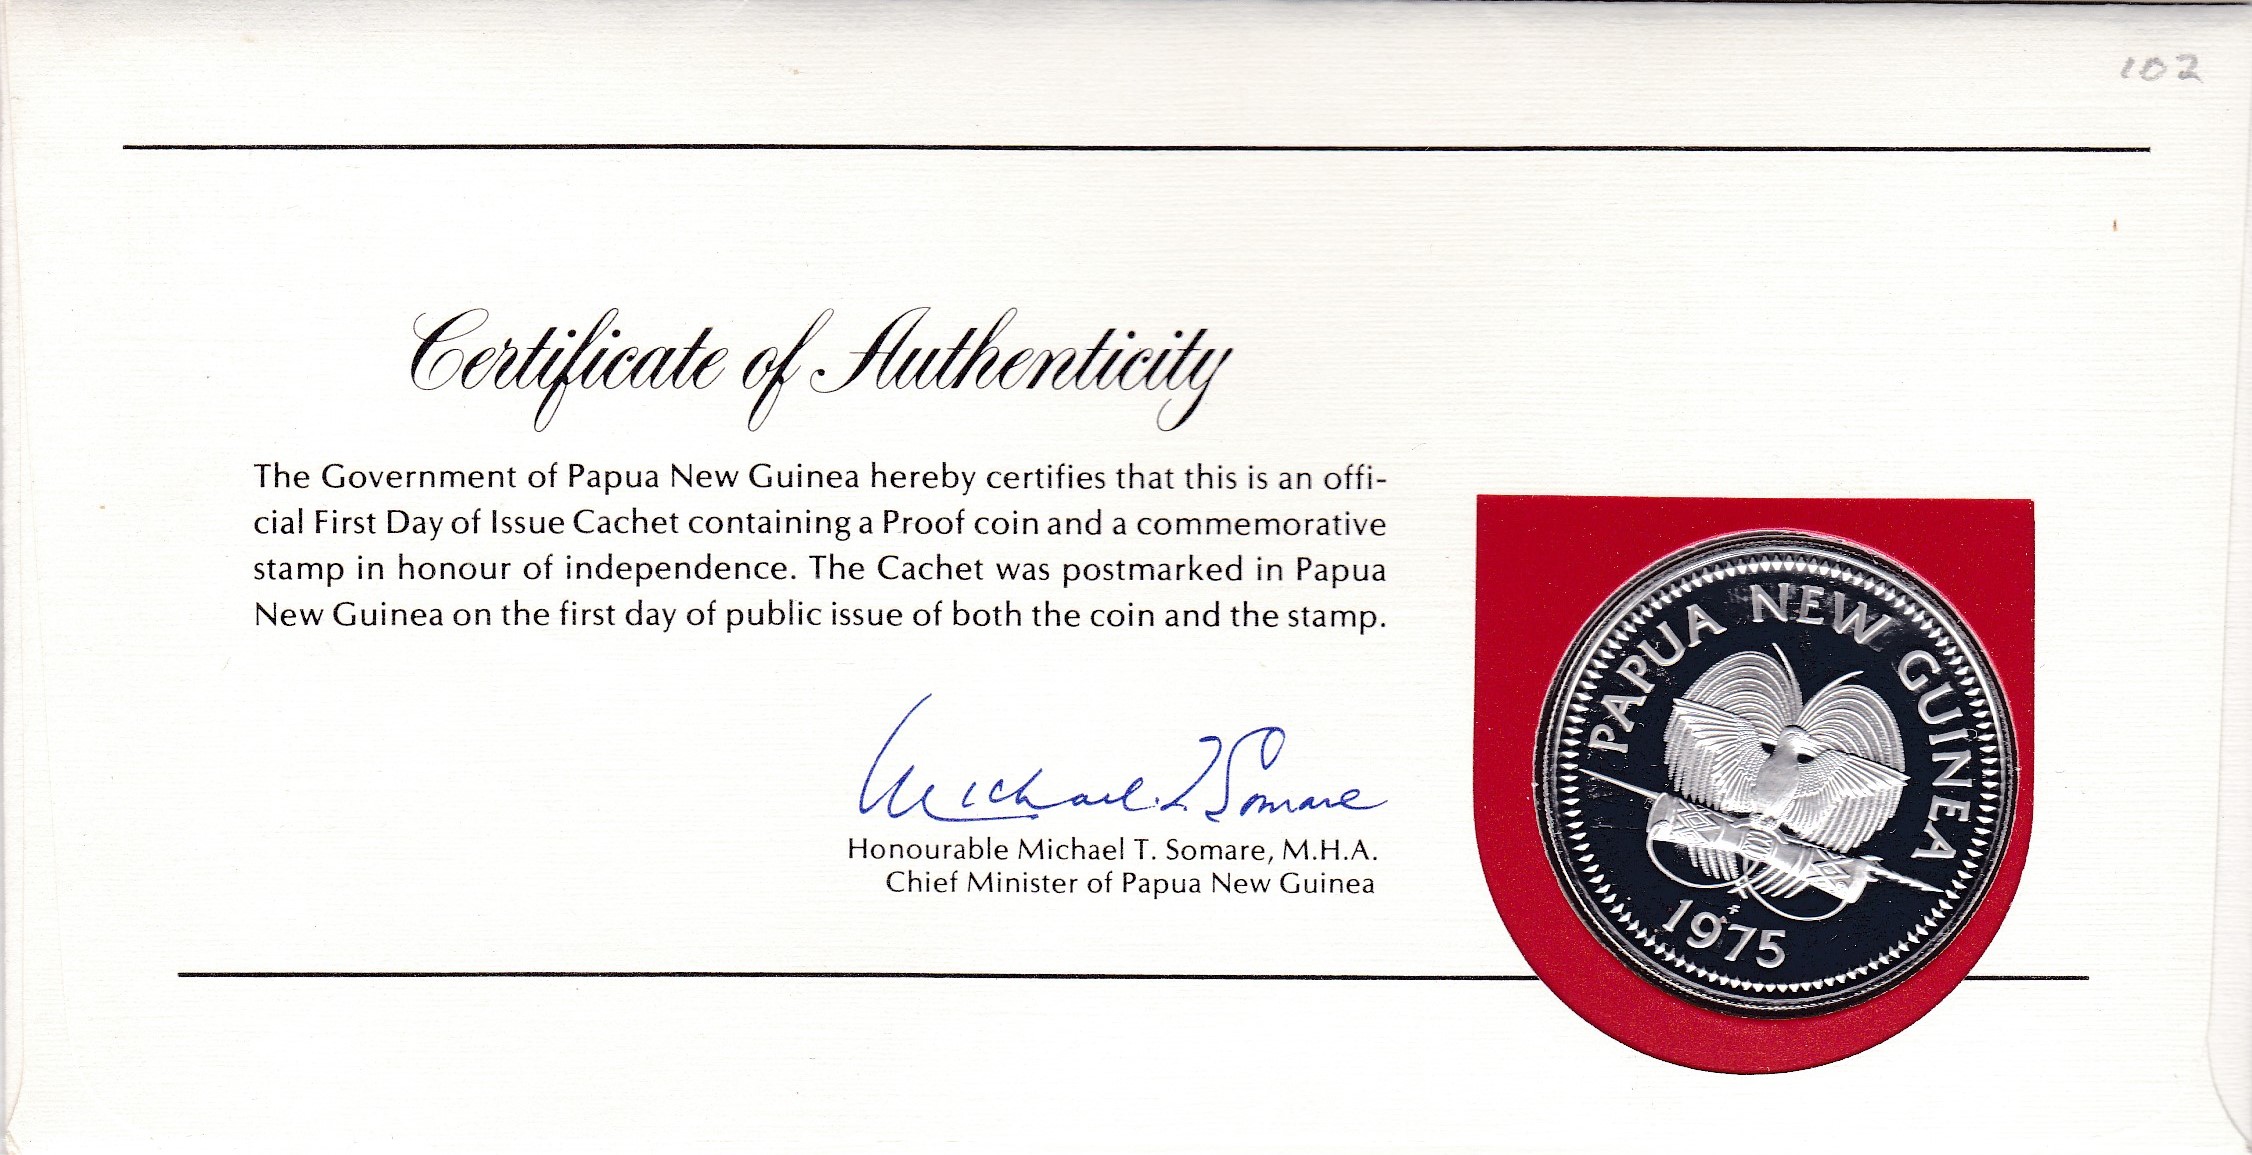 102
Certificate of Authenticity
The Government of Papua New Guinea hereby certifies that this is an offi-
cial First Day of Issue Cachet containing a Proof coin and a commemorative
stamp in honour of independence. The Cachet was postmarked in Papua
New Guinea on the first day of public issue of both the coin and the stamp.
Michael T Somare
Honourable Michael T. Somare, M.H.A.
Chief Minister of Papua New Guinea
PAPUA NEW GUINEA
1975